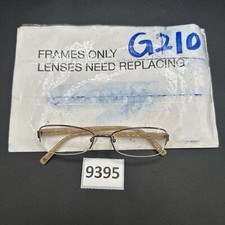 G210
FRAMES ONLY
LENSES NEED REPLACING
9395